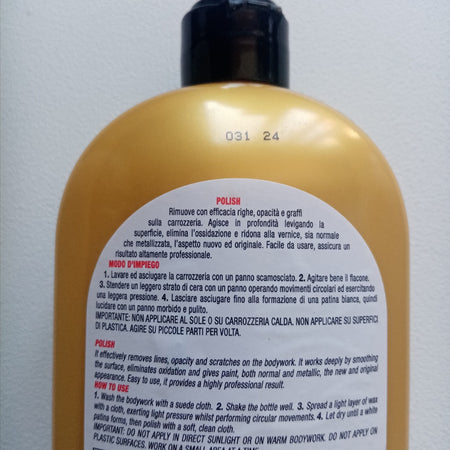 031 24
POLISH
Rimuove con efficacia righe, opacità e graffi
sulla carrozzeria. Agisce in profondità levigando la
superficie, elimina l'ossidazione e ridona alla vernice, sia normale
che metallizzata, l'aspetto nuovo ed originale. Facile da usare, assicura un
risultato altamente professionale.
MODO D'IMPIEGO
1. Lavare ed asciugare la carrozzeria con un panno scamosciato. 2. Agitare bene il flacone.
3. Stendere un leggero strato di cera con un panno operando movimenti circolari ed esercitando
una leggera pressione. 4. Lasciare asciugare fino alla formazione di una patina bianca, quindi
lucidare con un panno morbido e pulito.
IMPORTANTE: NON APPLICARE AL SOLE O SU CARROZZERIA CALDA. NON APPLICARE SU SUPERFICI
DI PLASTICA. AGIRE SU PICCOLE PARTI PER VOLTA.
POLISH
It effectively removes lines, opacity and scratches on the bodywork. It works deeply by smoothing
the surface, eliminates oxidation and gives paint, both normal and metallic, the new and original
appearance. Easy to use, it provides a highly professional result.
HOW TO USE
1. Wash the bodywork with a suede cloth. 2. Shake the bottle well. 3. Spread a light layer of wax
with a cloth, exerting light pressure whilst performing circular movements. 4. Let dry until a white
patina forms, then polish with a soft, clean cloth.
IMPORTANT: DO NOT APPLY IN DIRECT SUNLIGHT OR ON WARM BODYWORK. DO NOT APPLY ON
PLASTIC SURFACES. WORK ON A SMALL AREA AT A TIME.